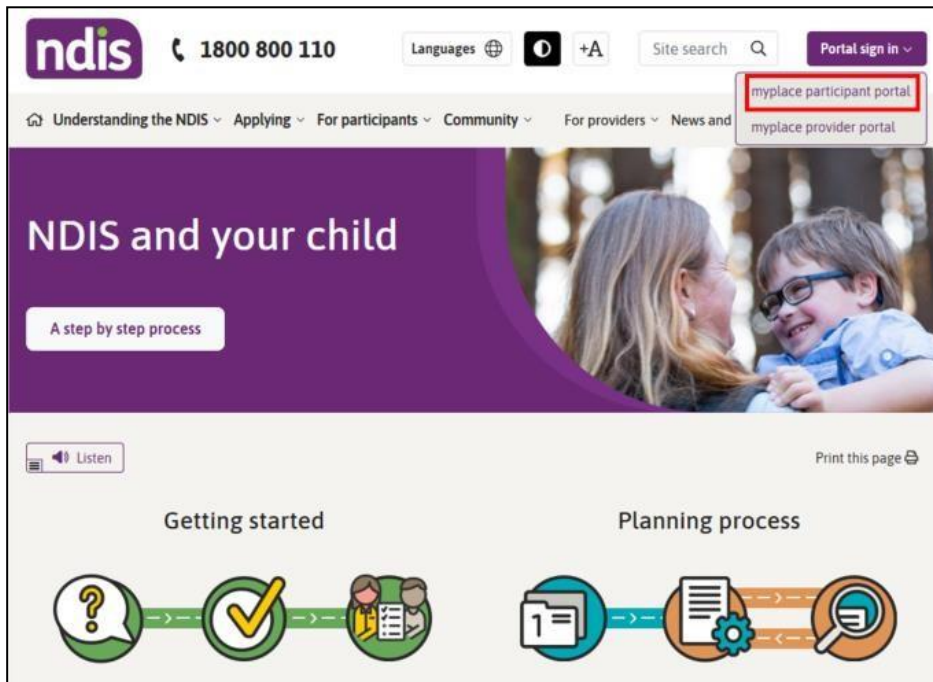 ndis
1800 800 110
Languages
+A
Site search
Portal sign in
myplace participant portal
myplace provider portal
Understanding the NDIS
Applying
For participants
Community
For providers
News and
NDIS and your child
A step by step process
Listen
Print this page
Getting started
Planning process
?
1